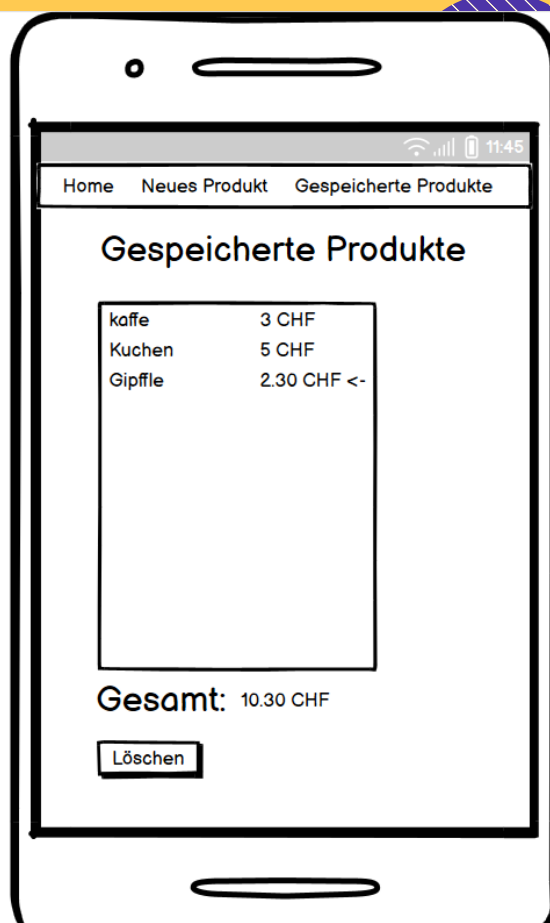 11:45
Home Neues Produkt Gespeicherte Produkte
Gespeicherte Produkte
kaffe 3 CHF
Kuchen 5 CHF
Gipffle 2.30 CHF <-
Gesamt: 10.30 CHF
Löschen